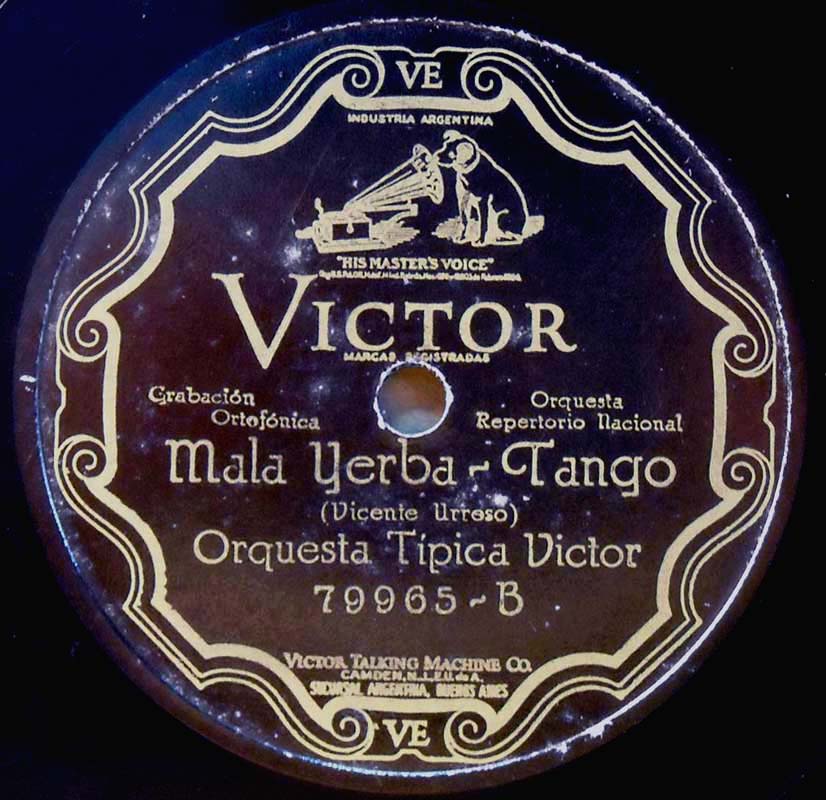 VE
INDUSTRIA ARGENTINA
"HIS MASTER'S VOICE"
VICTOR
MARCAS REGISTRADAS
Grabación Orquesta
Ortofónica Repertorio Nacional
Mala Yerba - Tango
(Vicente Urreso)
Orquesta Típica Victor
79965 - B
VICTOR TALKING MACHINE CO.
CAMDEN, N.J. E.U. de A.
SUCURSAL ARGENTINA, BUENOS AIRES
VE